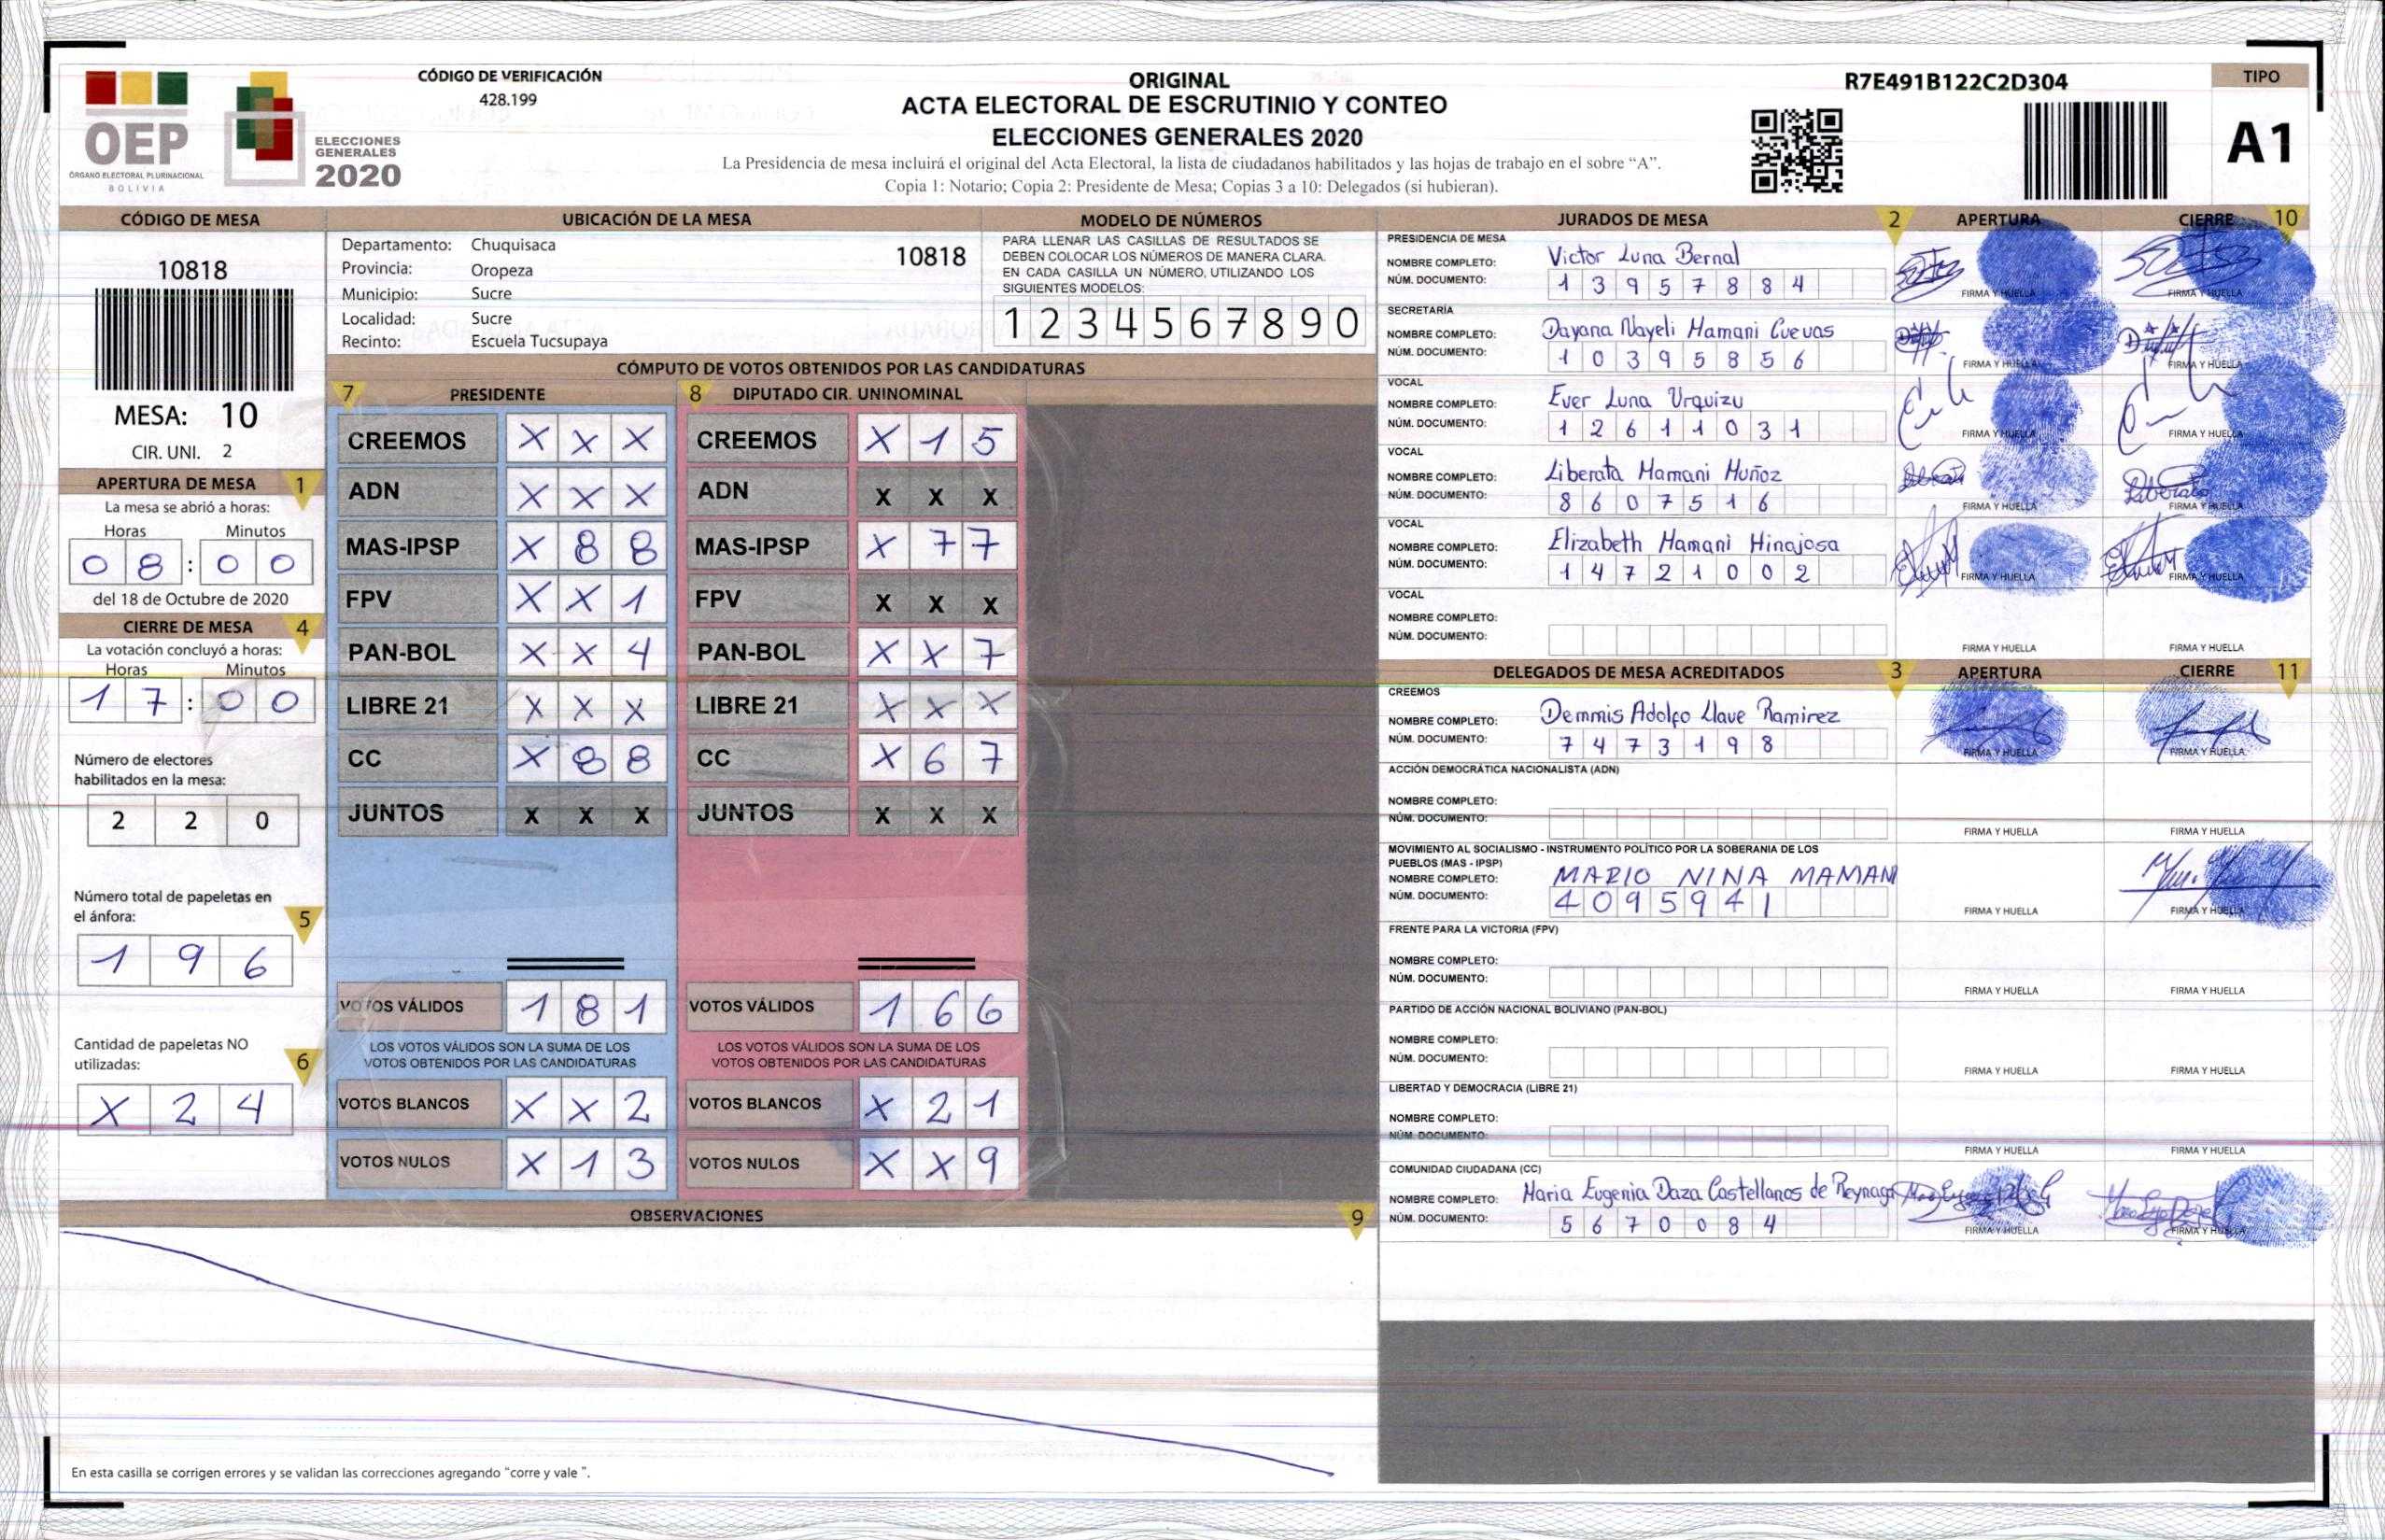 OEP
ÓRGANO ELECTORAL PLURINACIONAL
BOLIVIA
ELECCIONES
GENERALES
2020
CÓDIGO DE VERIFICACIÓN
428.199
ORIGINAL
ACTA ELECTORAL DE ESCRUTINIO Y CONTEO
ELECCIONES GENERALES 2020
La Presidencia de mesa incluirá el original del Acta Electoral, la lista de ciudadanos habilitados y las hojas de trabajo en el sobre “A”.
Copia 1: Notario; Copia 2: Presidente de Mesa; Copias 3 a 10: Delegados (si hubieran).
R7E491B122C2D304
TIPO
A1
CÓDIGO DE MESA
10818
MESA: 10
CIR. UNI. 2
APERTURA DE MESA 1
La mesa se abrió a horas:
Horas Minutos
0 8 : 0 0
del 18 de Octubre de 2020
CIERRE DE MESA 4
La votación concluyó a horas:
Horas Minutos
1 7 : 0 0
Número de electores
habilitados en la mesa:
2 2 0
Número total de papeletas en
el ánfora: 5
1 9 6
Cantidad de papeletas NO
utilizadas: 6
X 2 4
UBICACIÓN DE LA MESA
Departamento: Chuquisaca 10818
Provincia: Oropeza
Municipio: Sucre
Localidad: Sucre
Recinto: Escuela Tucsupaya
MODELO DE NÚMEROS
PARA LLENAR LAS CASILLAS DE RESULTADOS SE
DEBEN COLOCAR LOS NÚMEROS DE MANERA CLARA.
EN CADA CASILLA UN NÚMERO, UTILIZANDO LOS
SIGUIENTES MODELOS:
1 2 3 4 5 6 7 8 9 0
CÓMPUTO DE VOTOS OBTENIDOS POR LAS CANDIDATURAS
7 PRESIDENTE 8 DIPUTADO CIR. UNINOMINAL
CREEMOS X X X CREEMOS X 1 5
ADN X X X ADN X X X
MAS-IPSP X 8 8 MAS-IPSP X 7 7
FPV X X 1 FPV X X X
PAN-BOL X X 4 PAN-BOL X X 7
LIBRE 21 X X X LIBRE 21 X X X
CC X 8 8 CC X 6 7
JUNTOS X X X JUNTOS X X X
VOTOS VÁLIDOS 1 8 1 VOTOS VÁLIDOS 1 6 6
LOS VOTOS VÁLIDOS SON LA SUMA DE LOS LOS VOTOS VÁLIDOS SON LA SUMA DE LOS
VOTOS OBTENIDOS POR LAS CANDIDATURAS VOTOS OBTENIDOS POR LAS CANDIDATURAS
VOTOS BLANCOS X X 2 VOTOS BLANCOS X 2 1
VOTOS NULOS X 1 3 VOTOS NULOS X X 9
OBSERVACIONES 9
En esta casilla se corrigen errores y se validan las correcciones agregando “corre y vale ”.
JURADOS DE MESA 2 APERTURA CIERRE 10
PRESIDENCIA DE MESA
NOMBRE COMPLETO: Victor Luna Bernal
NÚM. DOCUMENTO: 1 3 9 5 7 8 8 4 FIRMA Y HUELLA FIRMA Y HUELLA
SECRETARÍA
NOMBRE COMPLETO: Dayana Nayeli Mamani Cuevas
NÚM. DOCUMENTO: 1 0 3 9 5 8 5 6 FIRMA Y HUELLA FIRMA Y HUELLA
VOCAL
NOMBRE COMPLETO: Ever Luna Urquizu
NÚM. DOCUMENTO: 1 2 6 1 1 0 3 1 FIRMA Y HUELLA FIRMA Y HUELLA
VOCAL
NOMBRE COMPLETO: Liberata Mamani Muñoz
NÚM. DOCUMENTO: 8 6 0 7 5 1 6 FIRMA Y HUELLA FIRMA Y HUELLA
VOCAL
NOMBRE COMPLETO: Elizabeth Mamani Hinojosa
NÚM. DOCUMENTO: 1 4 7 2 1 0 0 2 FIRMA Y HUELLA FIRMA Y HUELLA
VOCAL
NOMBRE COMPLETO:
NÚM. DOCUMENTO: FIRMA Y HUELLA FIRMA Y HUELLA
DELEGADOS DE MESA ACREDITADOS 3 APERTURA CIERRE 11
CREEMOS
NOMBRE COMPLETO: Demmis Adolfo Llave Ramirez
NÚM. DOCUMENTO: 7 4 7 3 1 9 8 FIRMA Y HUELLA FIRMA Y HUELLA
ACCIÓN DEMOCRÁTICA NACIONALISTA (ADN)
NOMBRE COMPLETO:
NÚM. DOCUMENTO: FIRMA Y HUELLA FIRMA Y HUELLA
MOVIMIENTO AL SOCIALISMO - INSTRUMENTO POLÍTICO POR LA SOBERANIA DE LOS
PUEBLOS (MAS - IPSP)
NOMBRE COMPLETO: MARIO NINA MAMANI
NÚM. DOCUMENTO: 4 0 9 5 9 4 1 FIRMA Y HUELLA FIRMA Y HUELLA
FRENTE PARA LA VICTORIA (FPV)
NOMBRE COMPLETO:
NÚM. DOCUMENTO: FIRMA Y HUELLA FIRMA Y HUELLA
PARTIDO DE ACCIÓN NACIONAL BOLIVIANO (PAN-BOL)
NOMBRE COMPLETO:
NÚM. DOCUMENTO: FIRMA Y HUELLA FIRMA Y HUELLA
LIBERTAD Y DEMOCRACIA (LIBRE 21)
NOMBRE COMPLETO:
NÚM. DOCUMENTO: FIRMA Y HUELLA FIRMA Y HUELLA
COMUNIDAD CIUDADANA (CC)
NOMBRE COMPLETO: Maria Eugenia Daza Castellanos de Reynaga
NÚM. DOCUMENTO: 5 6 7 0 0 8 4 FIRMA Y HUELLA FIRMA Y HUELLA